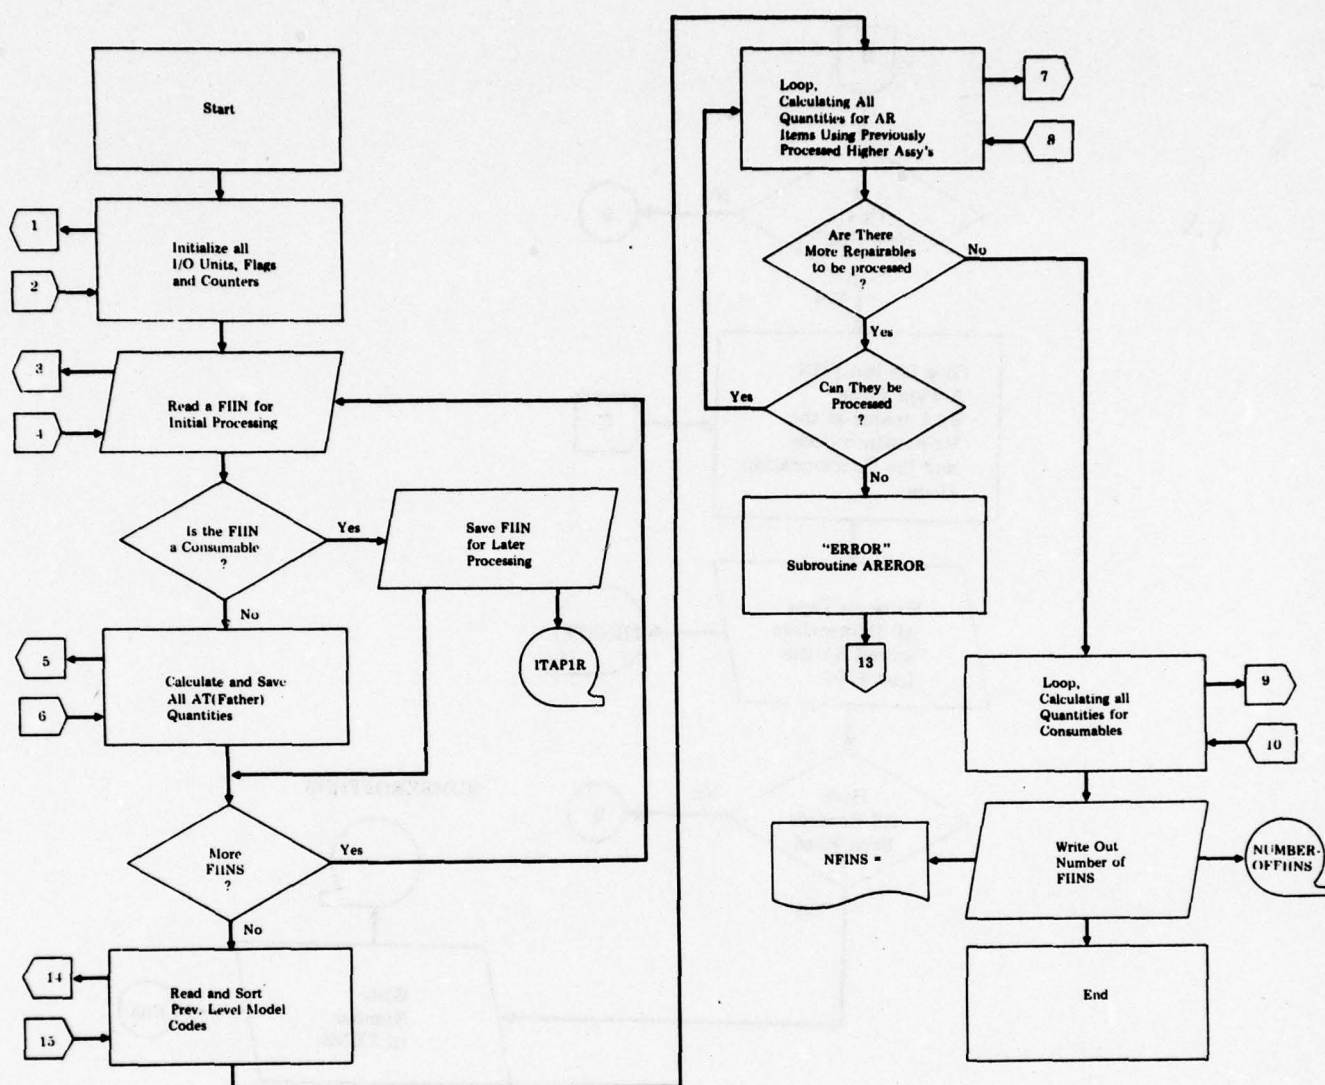 Start
1
Initialize all
I/O Units, Flags
and Counters
2
3
Read a FIIN for
Initial Processing
4
Is the FIIN
a Consumable
?
Yes
Save FIIN
for Later
Processing
No
ITAP1R
5
Calculate and Save
All AT(Father)
Quantities
6
More
FIINS
?
Yes
No
14
Read and Sort
Prev. Level Model
Codes
15
Loop,
Calculating All
Quantities for AR
Items Using Previously
Processed Higher Assy's
7
8
Are There
More Repairables
to be processed
?
No
Yes
Can They be
Processed
?
Yes
No
"ERROR"
Subroutine AREROR
13
Loop,
Calculating all
Quantities for
Consumables
9
10
NFINS =
Write Out
Number of
FIINS
NUMBER-
OFFIINS
End